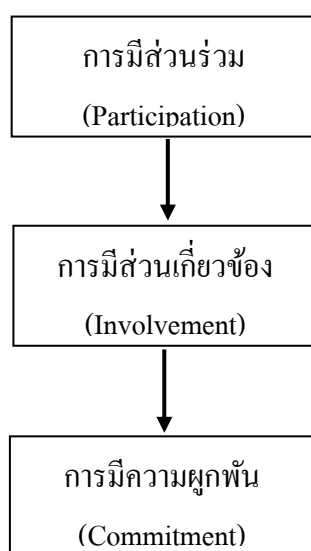 การมีส่วนร่วม
(Participation)
การมีส่วนเกี่ยวข้อง
(Involvement)
การมีความผูกพัน
(Commitment)